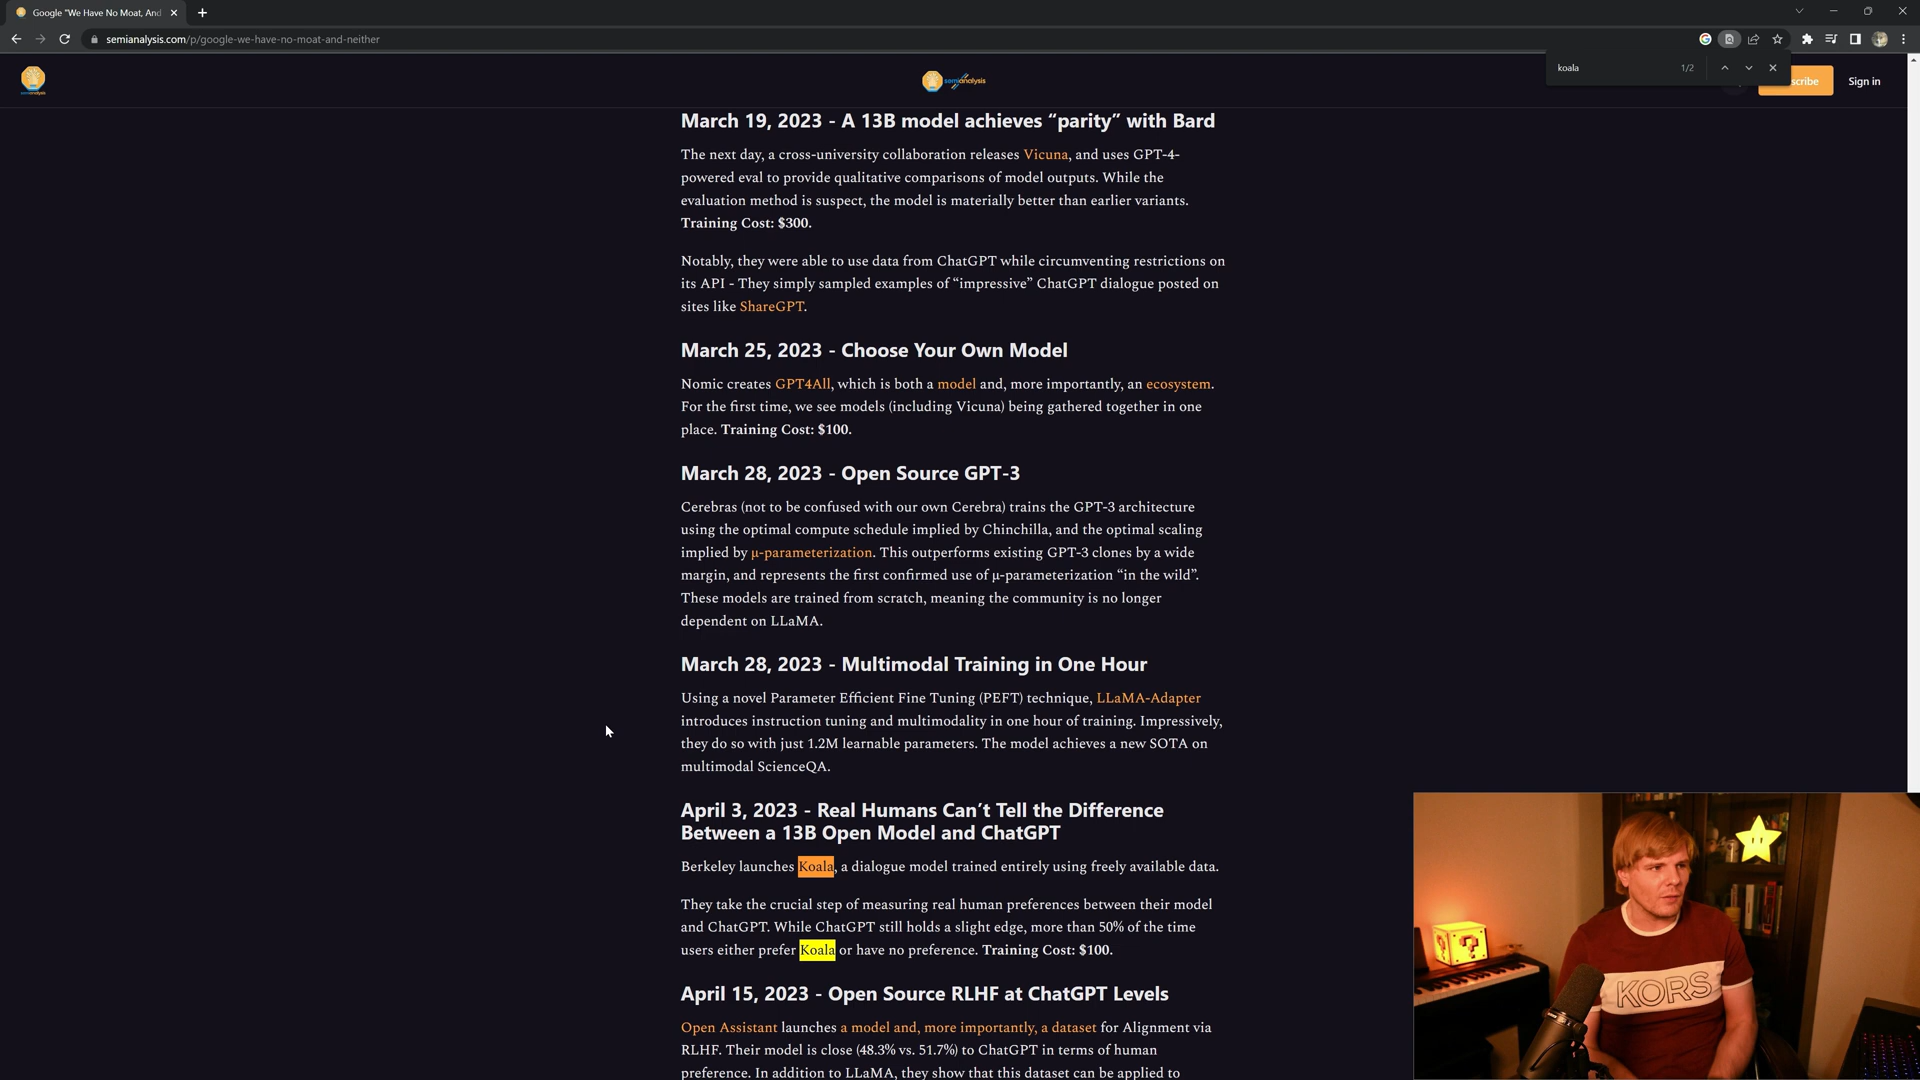 Google "We Have No Moat, And
semianalysis.com/p/google-we-have-no-moat-and-neither
koala
1/2
semianalysis
semianalysis
Sign in
March 19, 2023 - A 13B model achieves “parity” with Bard
The next day, a cross-university collaboration releases Vicuna, and uses GPT-4-
powered eval to provide qualitative comparisons of model outputs. While the
evaluation method is suspect, the model is materially better than earlier variants.
Training Cost: $300.
Notably, they were able to use data from ChatGPT while circumventing restrictions on
its API - They simply sampled examples of “impressive” ChatGPT dialogue posted on
sites like ShareGPT.
March 25, 2023 - Choose Your Own Model
Nomic creates GPT4All, which is both a model and, more importantly, an ecosystem.
For the first time, we see models (including Vicuna) being gathered together in one
place. Training Cost: $100.
March 28, 2023 - Open Source GPT-3
Cerebras (not to be confused with our own Cerebra) trains the GPT-3 architecture
using the optimal compute schedule implied by Chinchilla, and the optimal scaling
implied by μ-parameterization. This outperforms existing GPT-3 clones by a wide
margin, and represents the first confirmed use of μ-parameterization “in the wild”.
These models are trained from scratch, meaning the community is no longer
dependent on LLaMA.
March 28, 2023 - Multimodal Training in One Hour
Using a novel Parameter Efficient Fine Tuning (PEFT) technique, LLaMA-Adapter
introduces instruction tuning and multimodality in one hour of training. Impressively,
they do so with just 1.2M learnable parameters. The model achieves a new SOTA on
multimodal ScienceQA.
April 3, 2023 - Real Humans Can’t Tell the Difference
Between a 13B Open Model and ChatGPT
Berkeley launches Koala, a dialogue model trained entirely using freely available data.
They take the crucial step of measuring real human preferences between their model
and ChatGPT. While ChatGPT still holds a slight edge, more than 50% of the time
users either prefer Koala or have no preference. Training Cost: $100.
April 15, 2023 - Open Source RLHF at ChatGPT Levels
Open Assistant launches a model and, more importantly, a dataset for Alignment via
RLHF. Their model is close (48.3% vs. 51.7%) to ChatGPT in terms of human
preference. In addition to LLaMA, they show that this dataset can be applied to
KORS